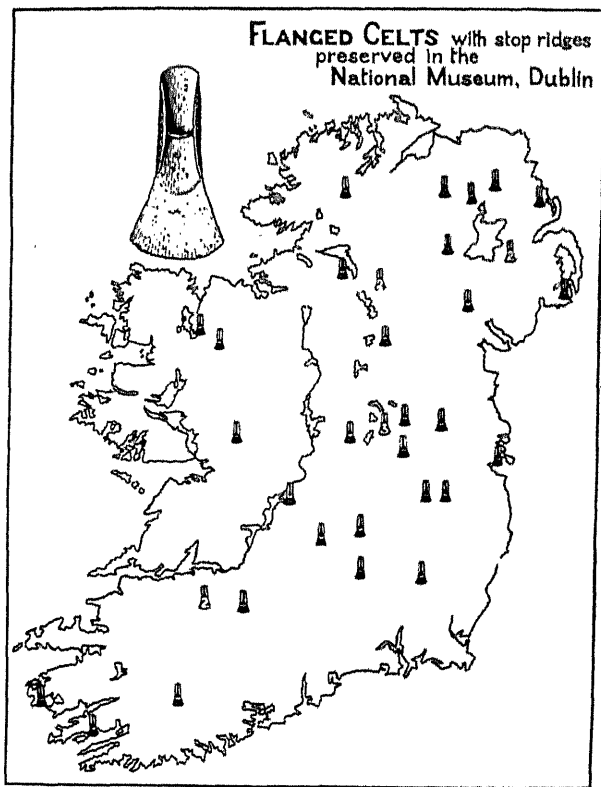 FLANGED CELTS with stop ridges
preserved in the
National Museum, Dublin